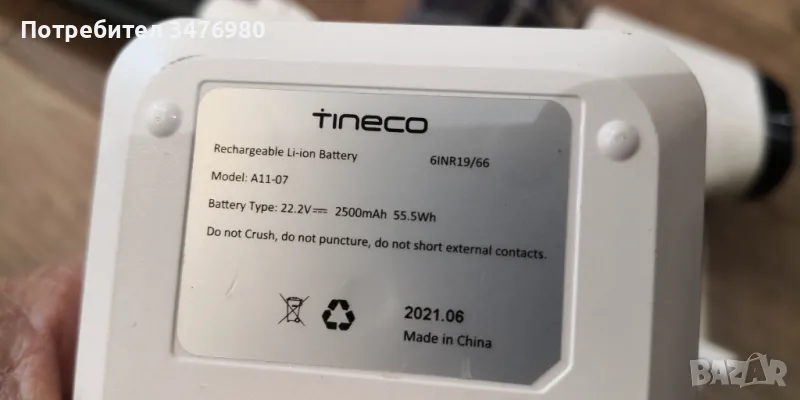 Потребител 3476980
TINECO
Rechargeable Li-ion Battery 6INR19/66
Model: A11-07
Battery Type: 22.2V⎓ 2500mAh 55.5Wh
Do not Crush, do not puncture, do not short external contacts.
2021.06
Made in China
BAZAR